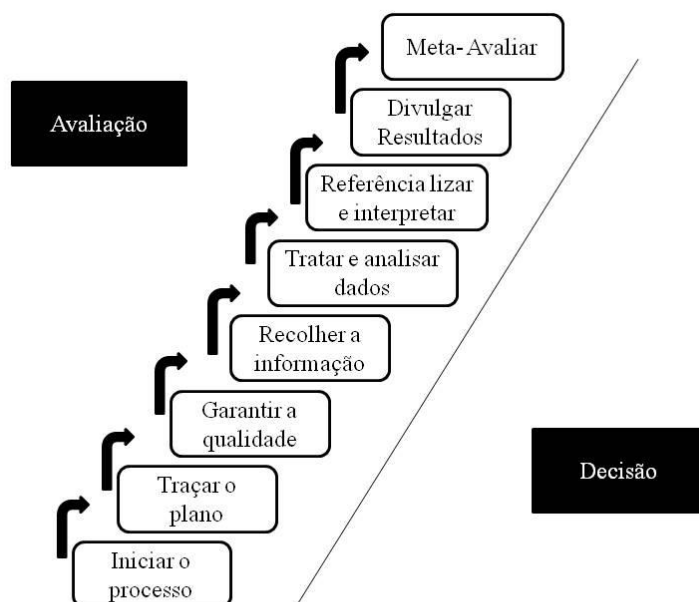 Meta-Avaliar
Avaliação
Divulgar
Resultados
Referência lizar
e interpretar
Tratar e analisar
dados
Recolher a
informação
Garantir a
qualidade
Decisão
Traçar o
plano
Iniciar o
processo